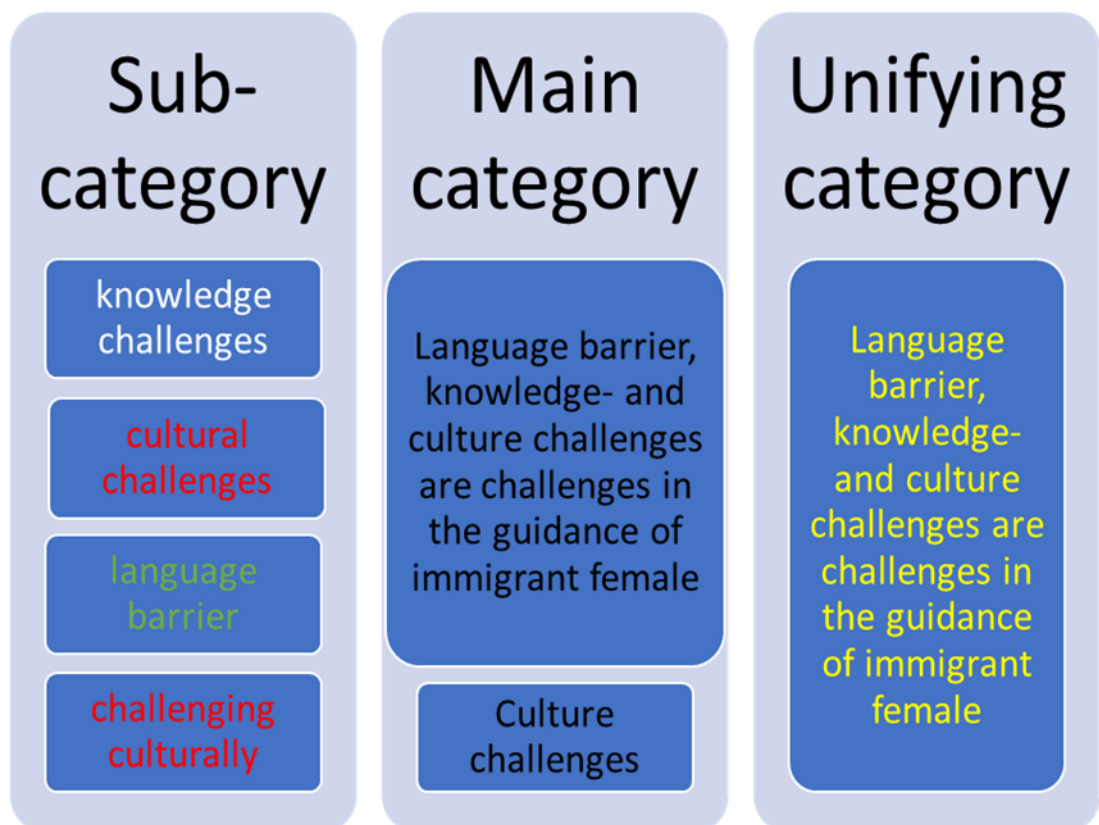 Sub-
category
knowledge
challenges
cultural
challenges
language
barrier
challenging
culturally
Main
category
Language barrier,
knowledge- and
culture challenges
are challenges in
the guidance of
immigrant female
Culture
challenges
Unifying
category
Language
barrier,
knowledge-
and culture
challenges are
challenges in
the guidance
of immigrant
female